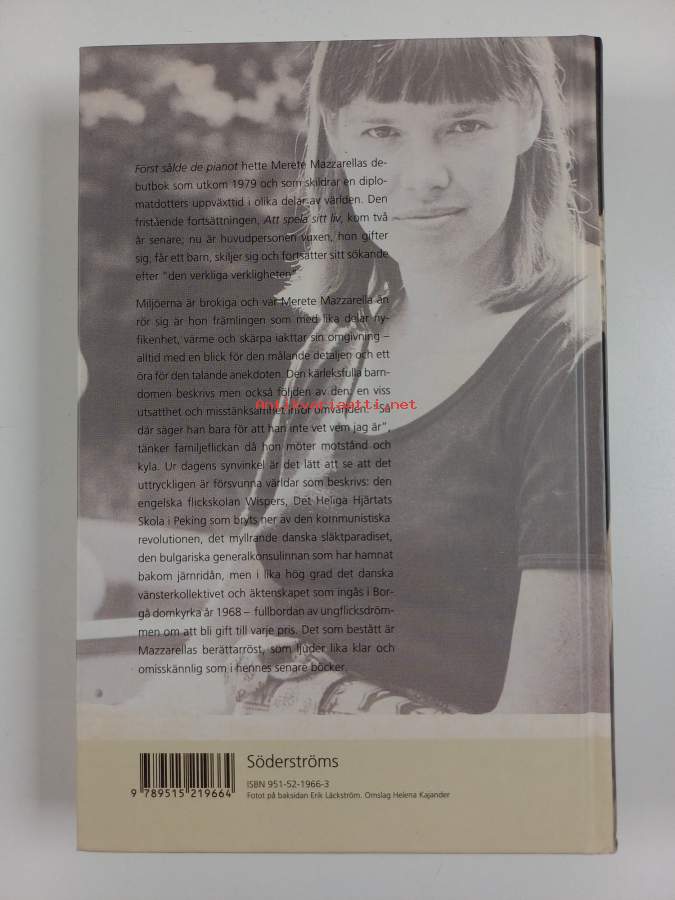 Först sålde de pianot hette Merete Mazzarellas de-
butbok som utkom 1979 och som skildrar en diplo-
matdotters uppväxttid i olika delar av världen. Den
fristående fortsättningen, Att spela sitt liv, kom två
år senare; nu är huvudpersonen vuxen, hon gifter
sig, får ett barn, skiljer sig och fortsätter sitt sökande
efter "den verkliga verkligheten".
Miljöerna är brokiga och var Merete Mazzarella än
rör sig är hon främlingen som med lika delar ny-
fikenhet, värme och skärpa iakttar sin omgivning –
alltid med en blick för den målande detaljen och ett
öra för den talande anekdoten. Den kärleksfulla barn-
domen beskrivs men också följden av den, en viss
utsatthet och misstänksamhet inför omvärlden. "Så
Antikvariaatti.net
där säger han bara för att han inte vet vem jag är",
tänker familjeflickan då hon möter motstånd och
kyla. Ur dagens synvinkel är det lätt att se att det
uttryckligen är försvunna världar som beskrivs: den
engelska flickskolan Wispers, Det Heliga Hjärtats
Skola i Peking som bryts ner av den kommunistiska
revolutionen, det myllrande danska släktparadiset,
den bulgariska generalkonsulinnan som har hamnat
bakom järnridån, men i lika hög grad det danska
vänsterkollektivet och äktenskapet som ingås i Bor-
gå domkyrka år 1968 – fullbordan av ungflicksdröm-
men om att bli gift till varje pris. Det som bestått är
Mazzarellas berättarröst, som ljuder lika klar och
omisskännlig som i hennes senare böcker.
Söderströms
ISBN 951-52-1966-3
Fotot på baksidan Erik Läckström. Omslag Helena Kajander
9 789515 219664